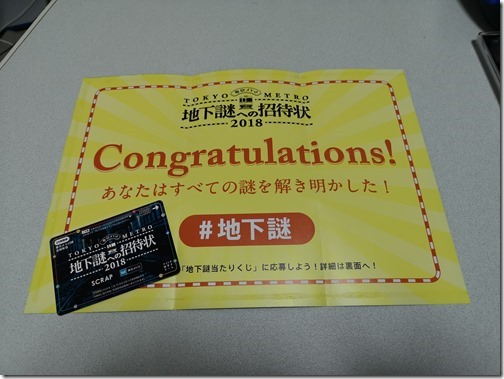 TOKYO METRO
地下謎への招待状
2018
Congratulations!
あなたはすべての謎を解き明かした!
#地下謎
「地下謎当たりくじ」に応募しよう!詳細は裏面へ!
TOKYO METRO
地下謎への招待状
2018
SCRAP